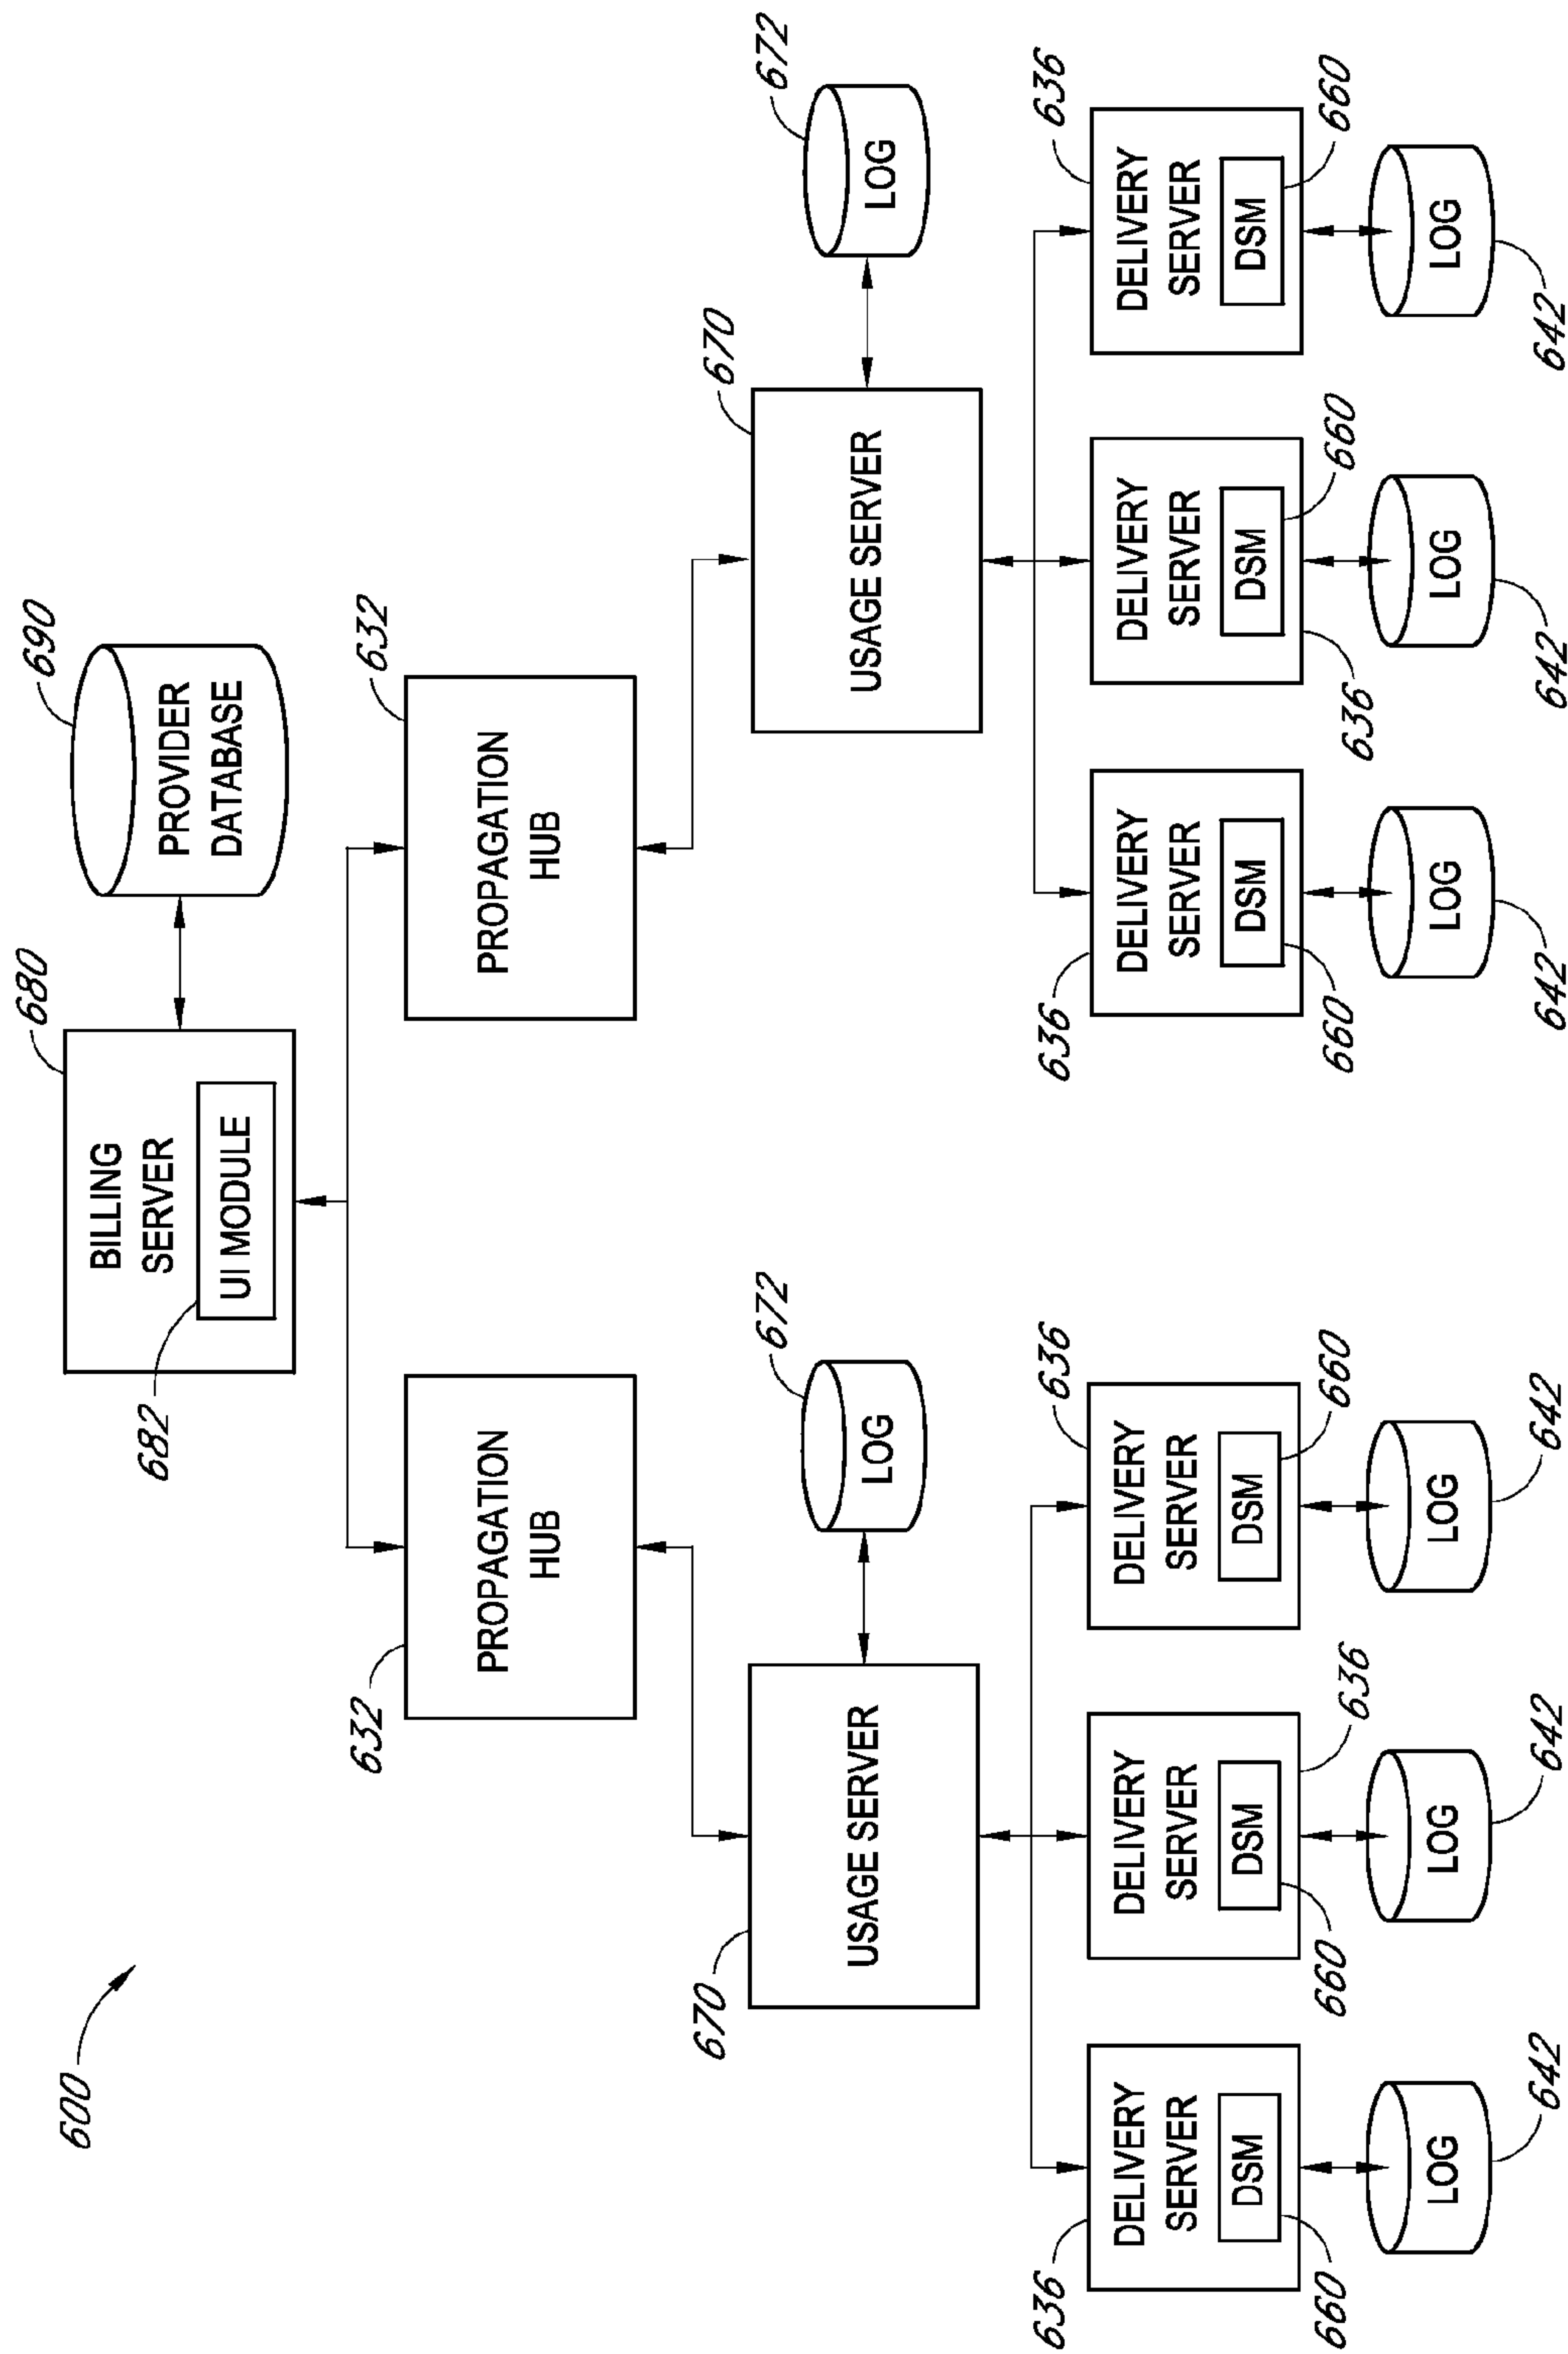 600
680
690
BILLING
SERVER
UI MODULE
682
PROVIDER
DATABASE
632
PROPAGATION
HUB
632
PROPAGATION
HUB
670
USAGE SERVER
672
LOG
670
USAGE SERVER
672
LOG
636
DELIVERY
SERVER
DSM
660
LOG
642
636
DELIVERY
SERVER
DSM
660
LOG
642
636
DELIVERY
SERVER
DSM
660
LOG
642
636
DELIVERY
SERVER
DSM
660
LOG
642
636
DELIVERY
SERVER
DSM
660
LOG
642
636
DELIVERY
SERVER
DSM
660
LOG
642